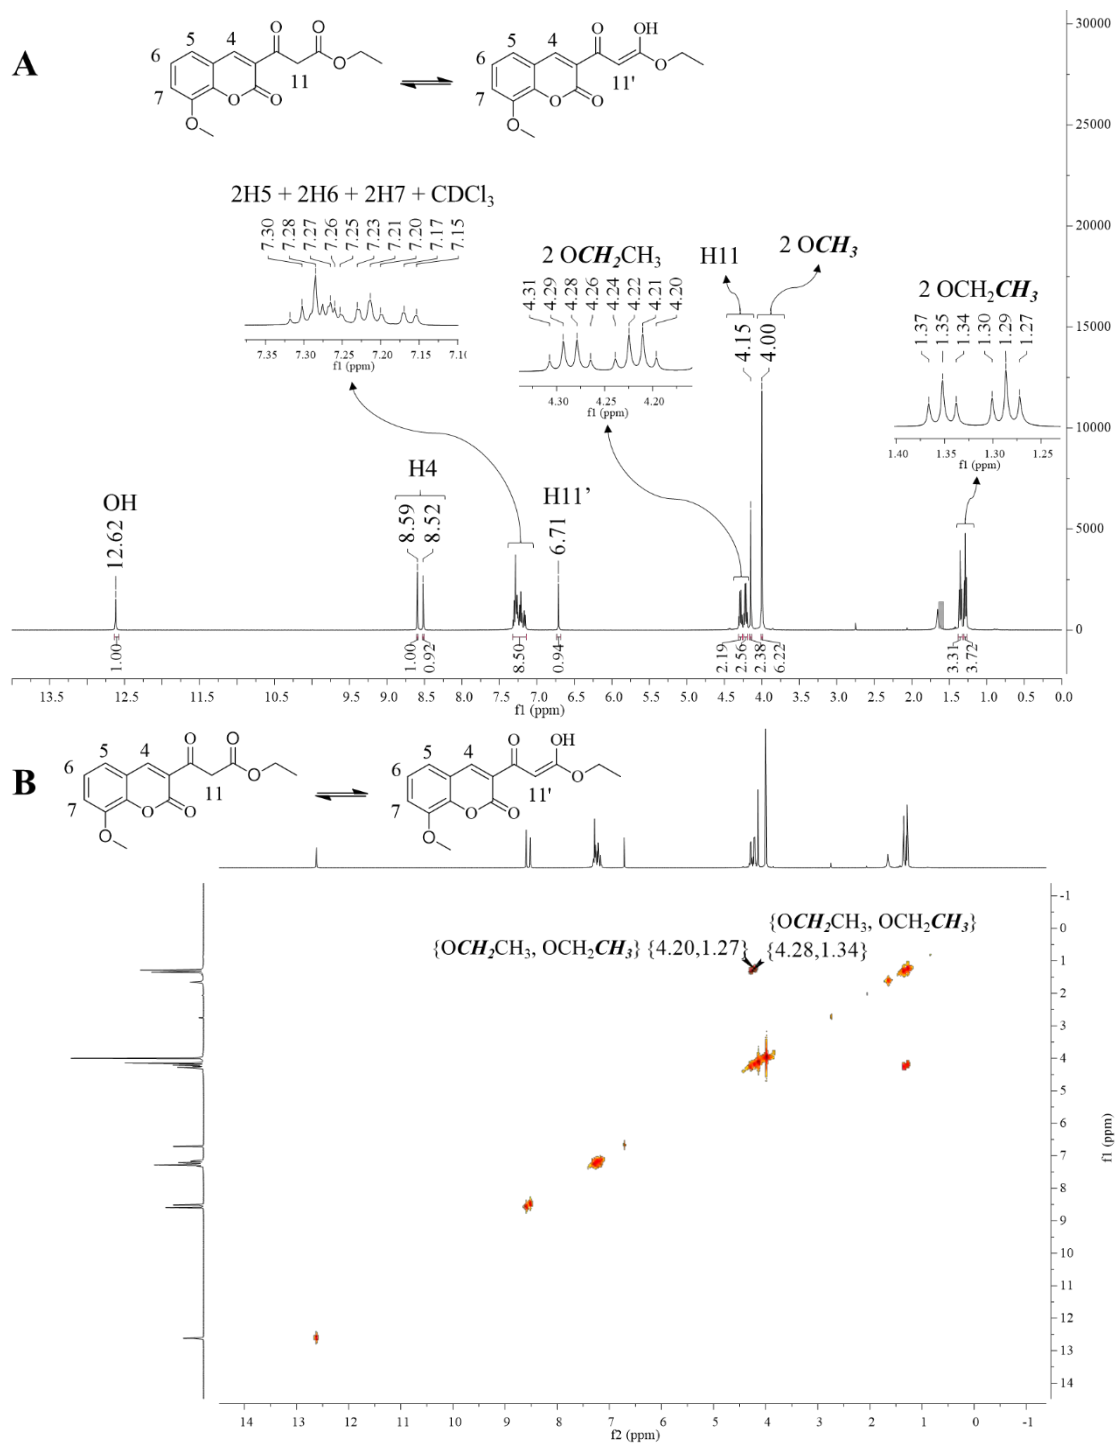 A
O O
4
5
6
7
11
O
O O
O
O OH
4
5
6
7
11'
O
O O
O
2H5 + 2H6 + 2H7 + CDCl3
7.30
7.28
7.27
7.26
7.25
7.23
7.21
7.20
7.17
7.15
7.35 7.30 7.25 7.20 7.15 7.10
f1 (ppm)
2 OCH2CH3
4.31
4.29
4.28
4.26
4.24
4.22
4.21
4.20
4.30 4.25 4.20
f1 (ppm)
H11
4.15
2 OCH3
4.00
2 OCH2CH3
1.37
1.35
1.34
1.30
1.29
1.27
1.40 1.35 1.30 1.25
f1 (ppm)
OH
12.62
H4
8.59
8.52
H11’
6.71
30000
25000
20000
15000
10000
5000
0
1.00
1.00
0.92
8.50
0.94
2.19
2.56
2.38
6.22
3.31
3.72
13.5 12.5 11.5 10.5 9.5 8.5 7.5 6.5 5.5 5.0 4.5 4.0 3.5 3.0 2.5 2.0 1.5 1.0 0.5 0.0
f1 (ppm)
B
O O
4
5
6
7
11
O
O O
O
O OH
4
5
6
7
11'
O
O O
O
{OCH2CH3, OCH2CH3}
{OCH2CH3, OCH2CH3} {4.20,1.27} {4.28,1.34}
-1
0
1
2
3
4
5
6
7
8
9
10
11
12
13
14
f1 (ppm)
14 13 12 11 10 9 8 7 6 5 4 3 2 1 0 -1
f2 (ppm)